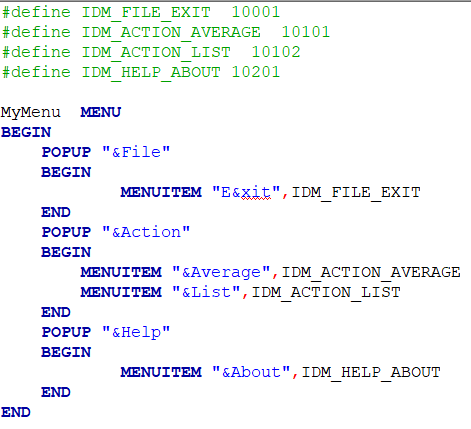 #define IDM_FILE_EXIT  10001
#define IDM_ACTION_AVERAGE  10101
#define IDM_ACTION_LIST  10102
#define IDM_HELP_ABOUT 10201

MyMenu  MENU
BEGIN
    POPUP "&File"
    BEGIN
            MENUITEM "E&xit",IDM_FILE_EXIT
    END
    POPUP "&Action"
    BEGIN
        MENUITEM "&Average",IDM_ACTION_AVERAGE
        MENUITEM "&List",IDM_ACTION_LIST
    END
    POPUP "&Help"
    BEGIN
            MENUITEM "&About",IDM_HELP_ABOUT
    END
END